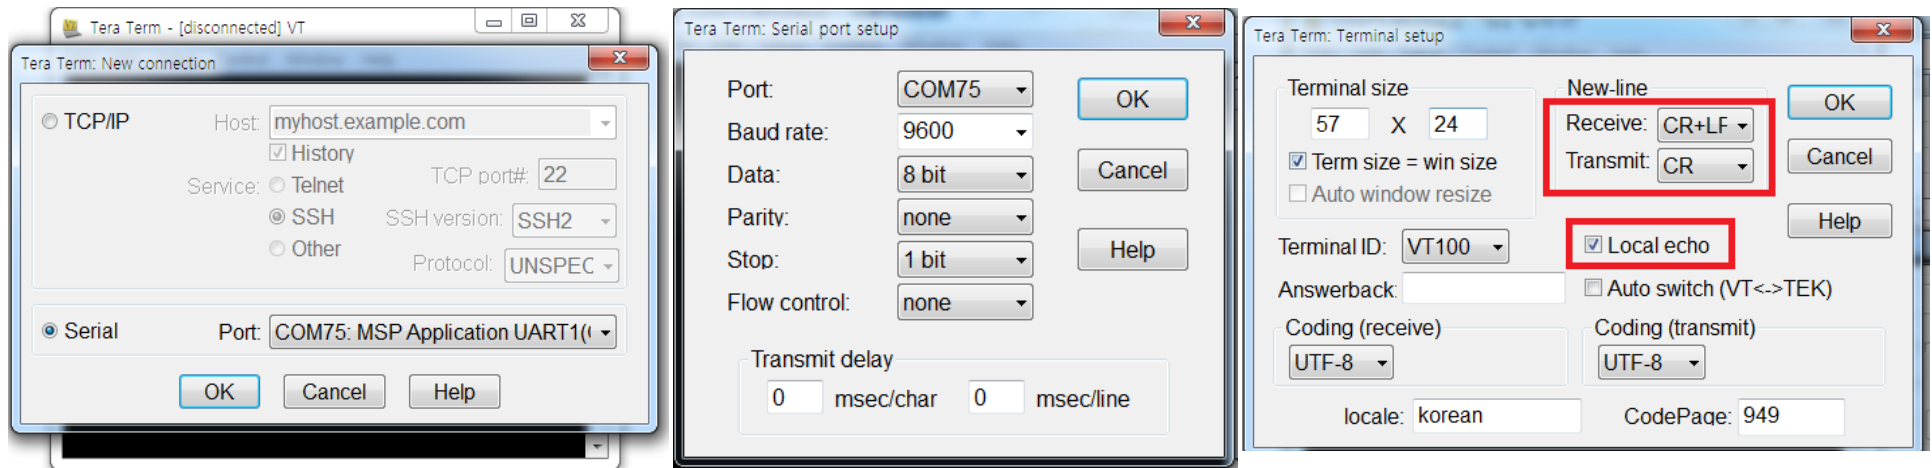 Tera Term - [disconnected] VT
Tera Term: New connection
TCP/IP
Host: myhost.example.com
History
Service: Telnet
TCP port#: 22
SSH
SSH version: SSH2
Other
Protocol: UNSPEC
Serial
Port: COM75: MSP Application UART1(
OK Cancel Help
Tera Term: Serial port setup
Port: COM75
OK
Baud rate: 9600
Data: 8 bit
Cancel
Parity: none
Stop: 1 bit
Help
Flow control: none
Transmit delay
0 msec/char 0 msec/line
Tera Term: Terminal setup
Terminal size
57 X 24
Term size = win size
Auto window resize
New-line
Receive: CR+LF
Transmit: CR
OK
Cancel
Help
Terminal ID: VT100
Local echo
Answerback:
Auto switch (VT<->TEK)
Coding (receive)
UTF-8
Coding (transmit)
UTF-8
locale: korean
CodePage: 949